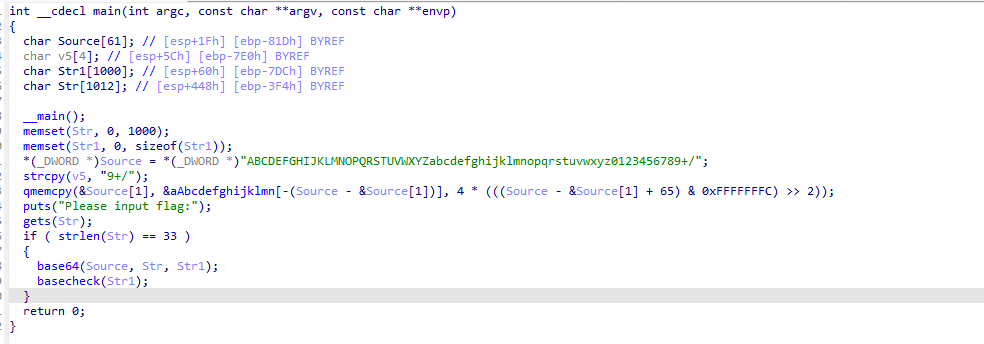 int __cdecl main(int argc, const char **argv, const char **envp)
{
char Source[61]; // [esp+1Fh] [ebp-81Dh] BYREF
char v5[4]; // [esp+5Ch] [ebp-7E0h] BYREF
char Str1[1000]; // [esp+60h] [ebp-7DCh] BYREF
char Str[1012]; // [esp+448h] [ebp-3F4h] BYREF
__main();
memset(Str, 0, 1000);
memset(Str1, 0, sizeof(Str1));
*(_DWORD *)Source = *(_DWORD *)"ABCDEFGHIJKLMNOPQRSTUVWXYZabcdefghijklmnopqrstuvwxyz0123456789+/";
strcpy(v5, "9+/");
qmemcpy(&Source[1], &aAbcdefghijklmn[-(Source - &Source[1])], 4 * (((Source - &Source[1] + 65) & 0xFFFFFFFC) >> 2));
puts("Please input flag:");
gets(Str);
if ( strlen(Str) == 33 )
{
base64(Source, Str, Str1);
basecheck(Str1);
}
return 0;
}